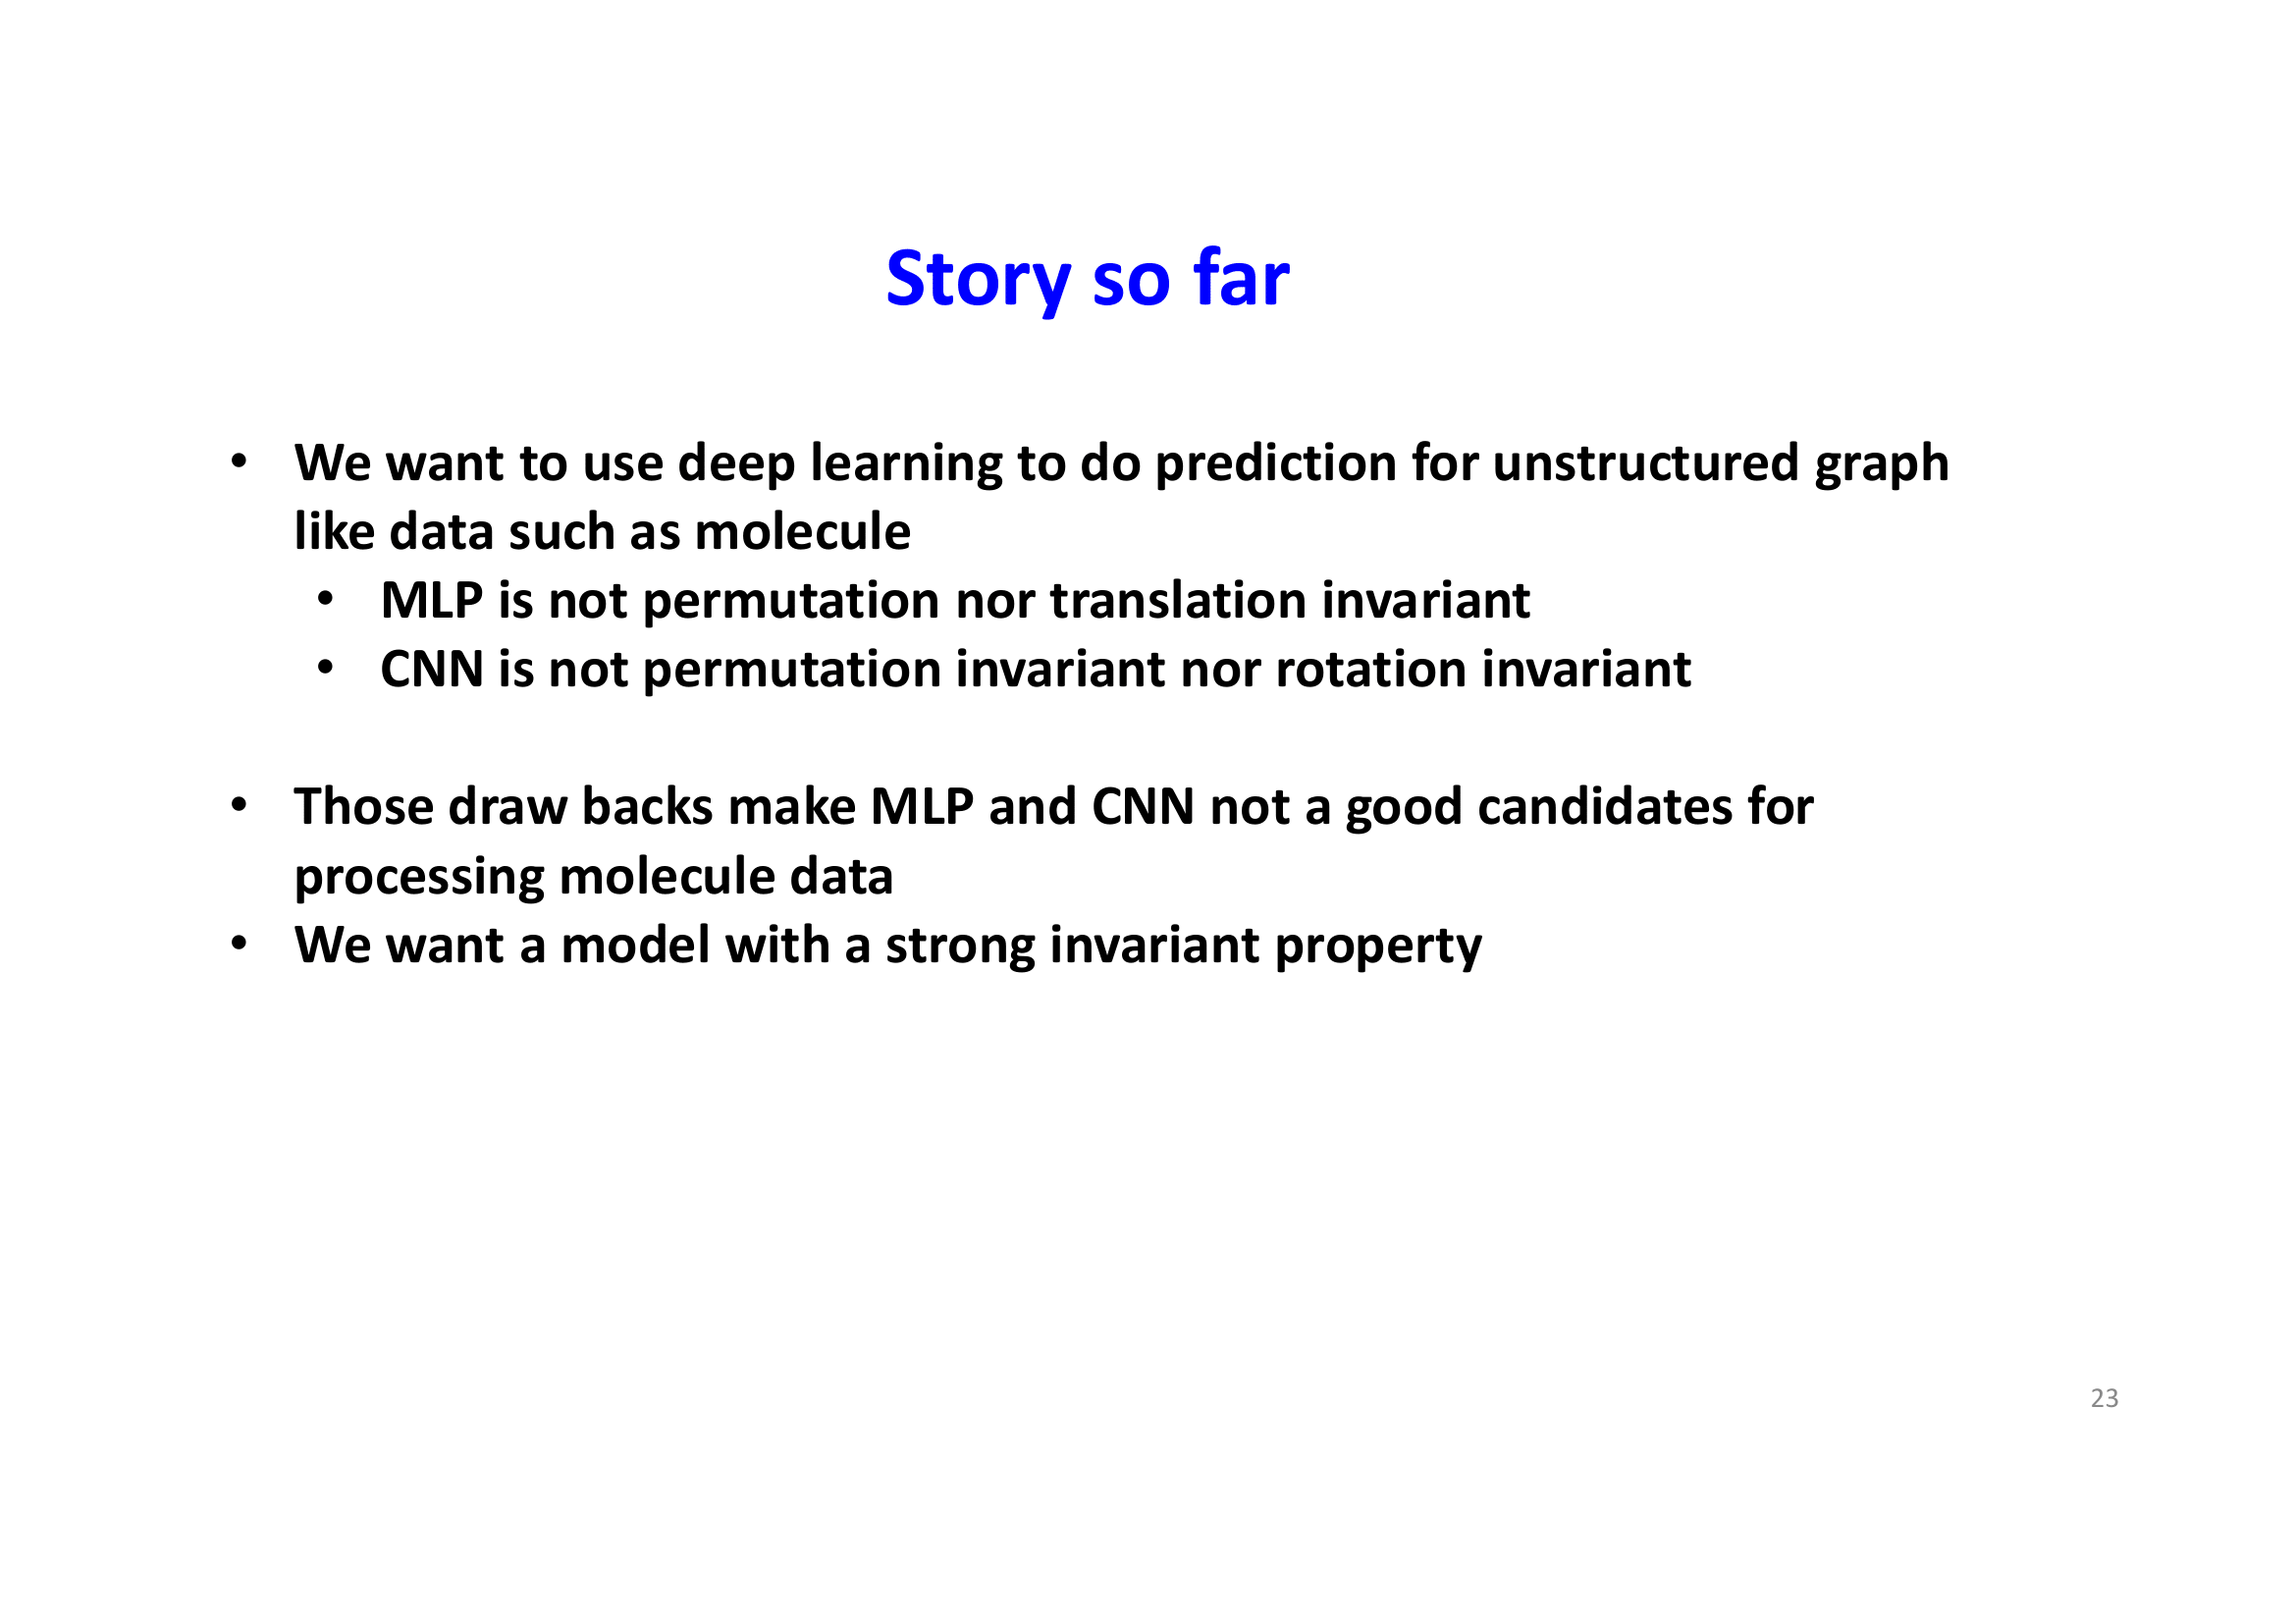 Story so far
• We want to use deep learning to do prediction for unstructured graph
like data such as molecule
• MLP is not permutation nor translation invariant
• CNN is not permutation invariant nor rotation invariant
• Those draw backs make MLP and CNN not a good candidates for
processing molecule data
• We want a model with a strong invariant property
23